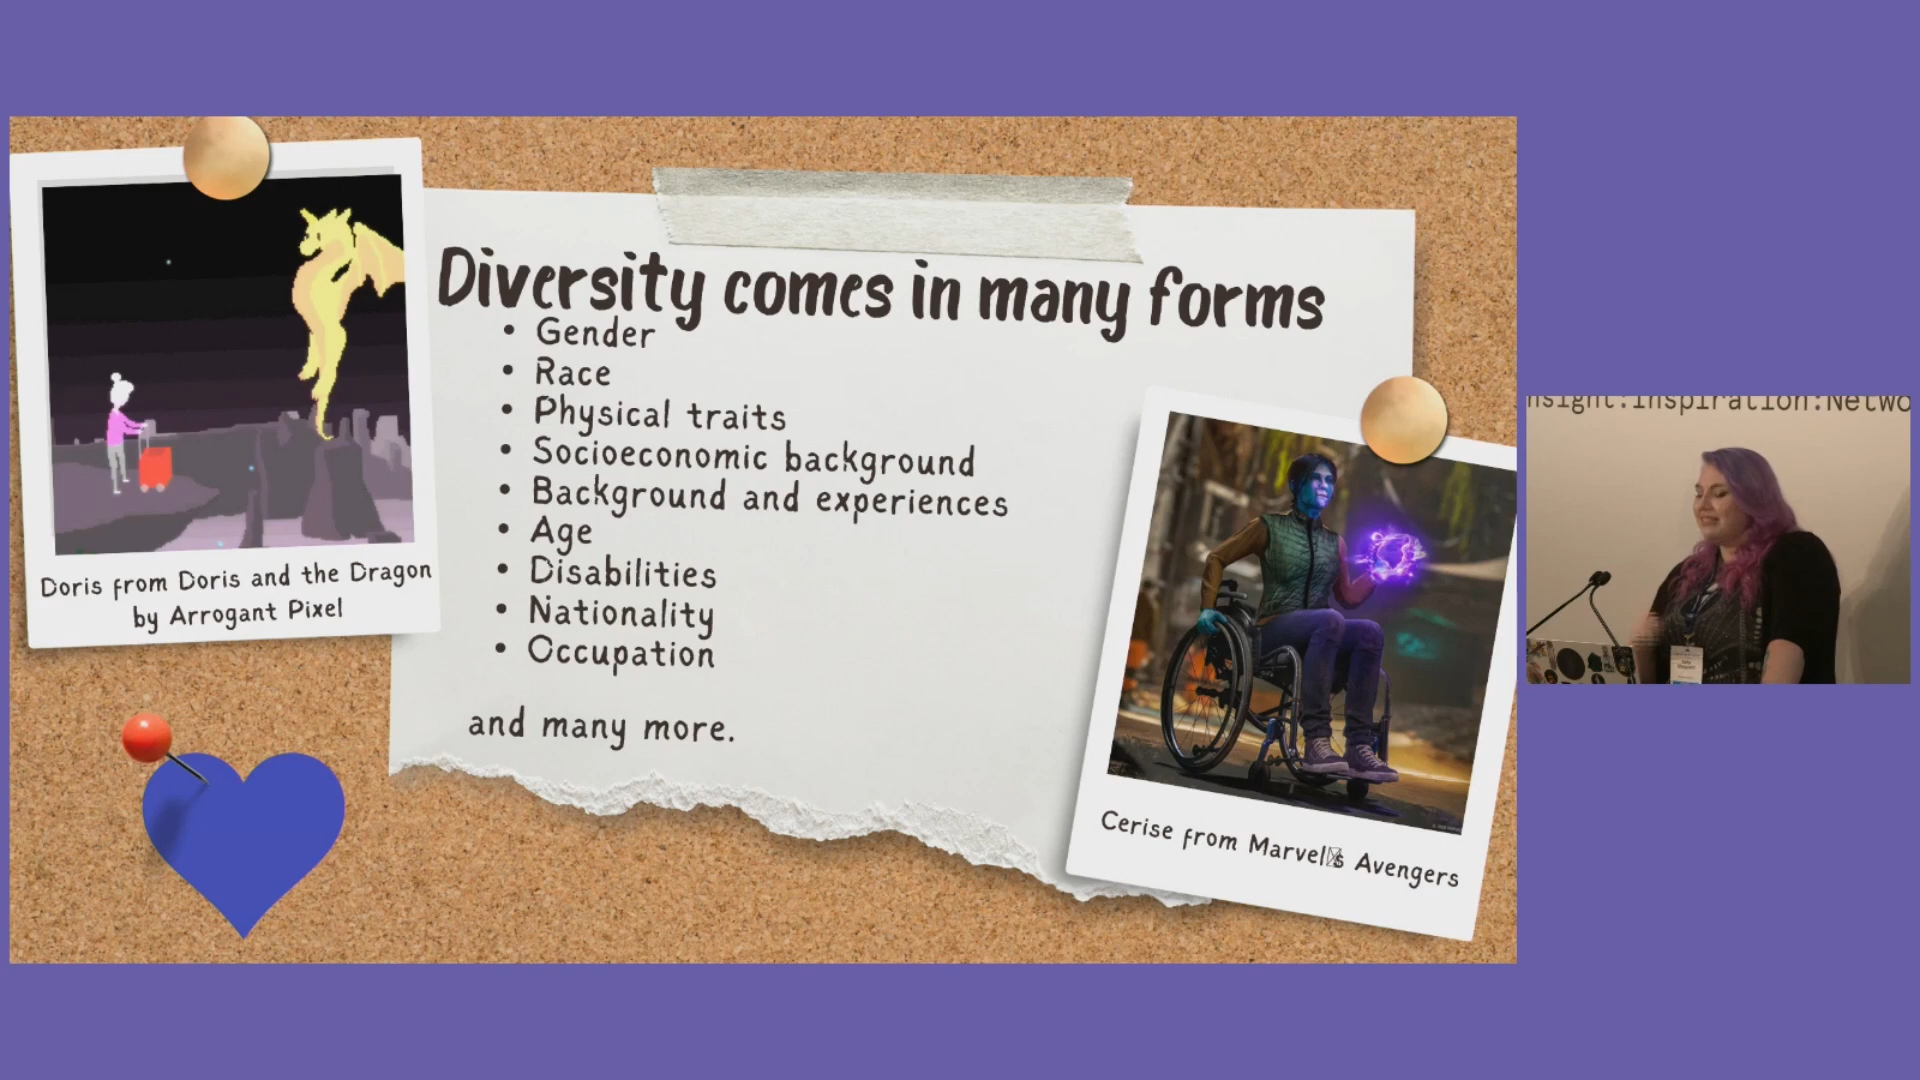 Diversity comes in many forms
• Gender
• Race
• Physical traits
• Socioeconomic background
• Background and experiences
• Age
• Disabilities
• Nationality
• Occupation
and many more.
Doris from Doris and the Dragon
by Arrogant Pixel
Cerise from Marvel�s Avengers
nsight:Inspiration:Netwo